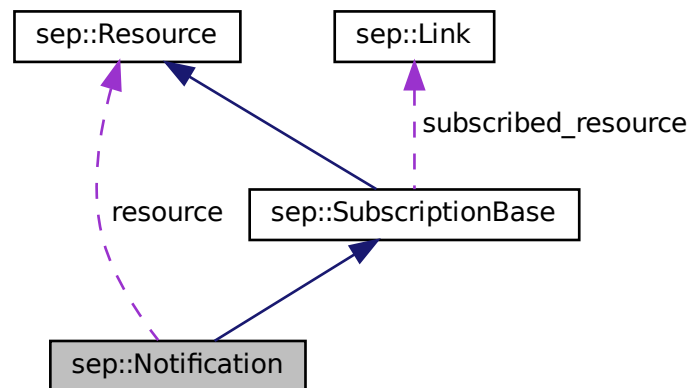 sep::Resource
sep::Link
subscribed_resource
resource
sep::SubscriptionBase
sep::Notification